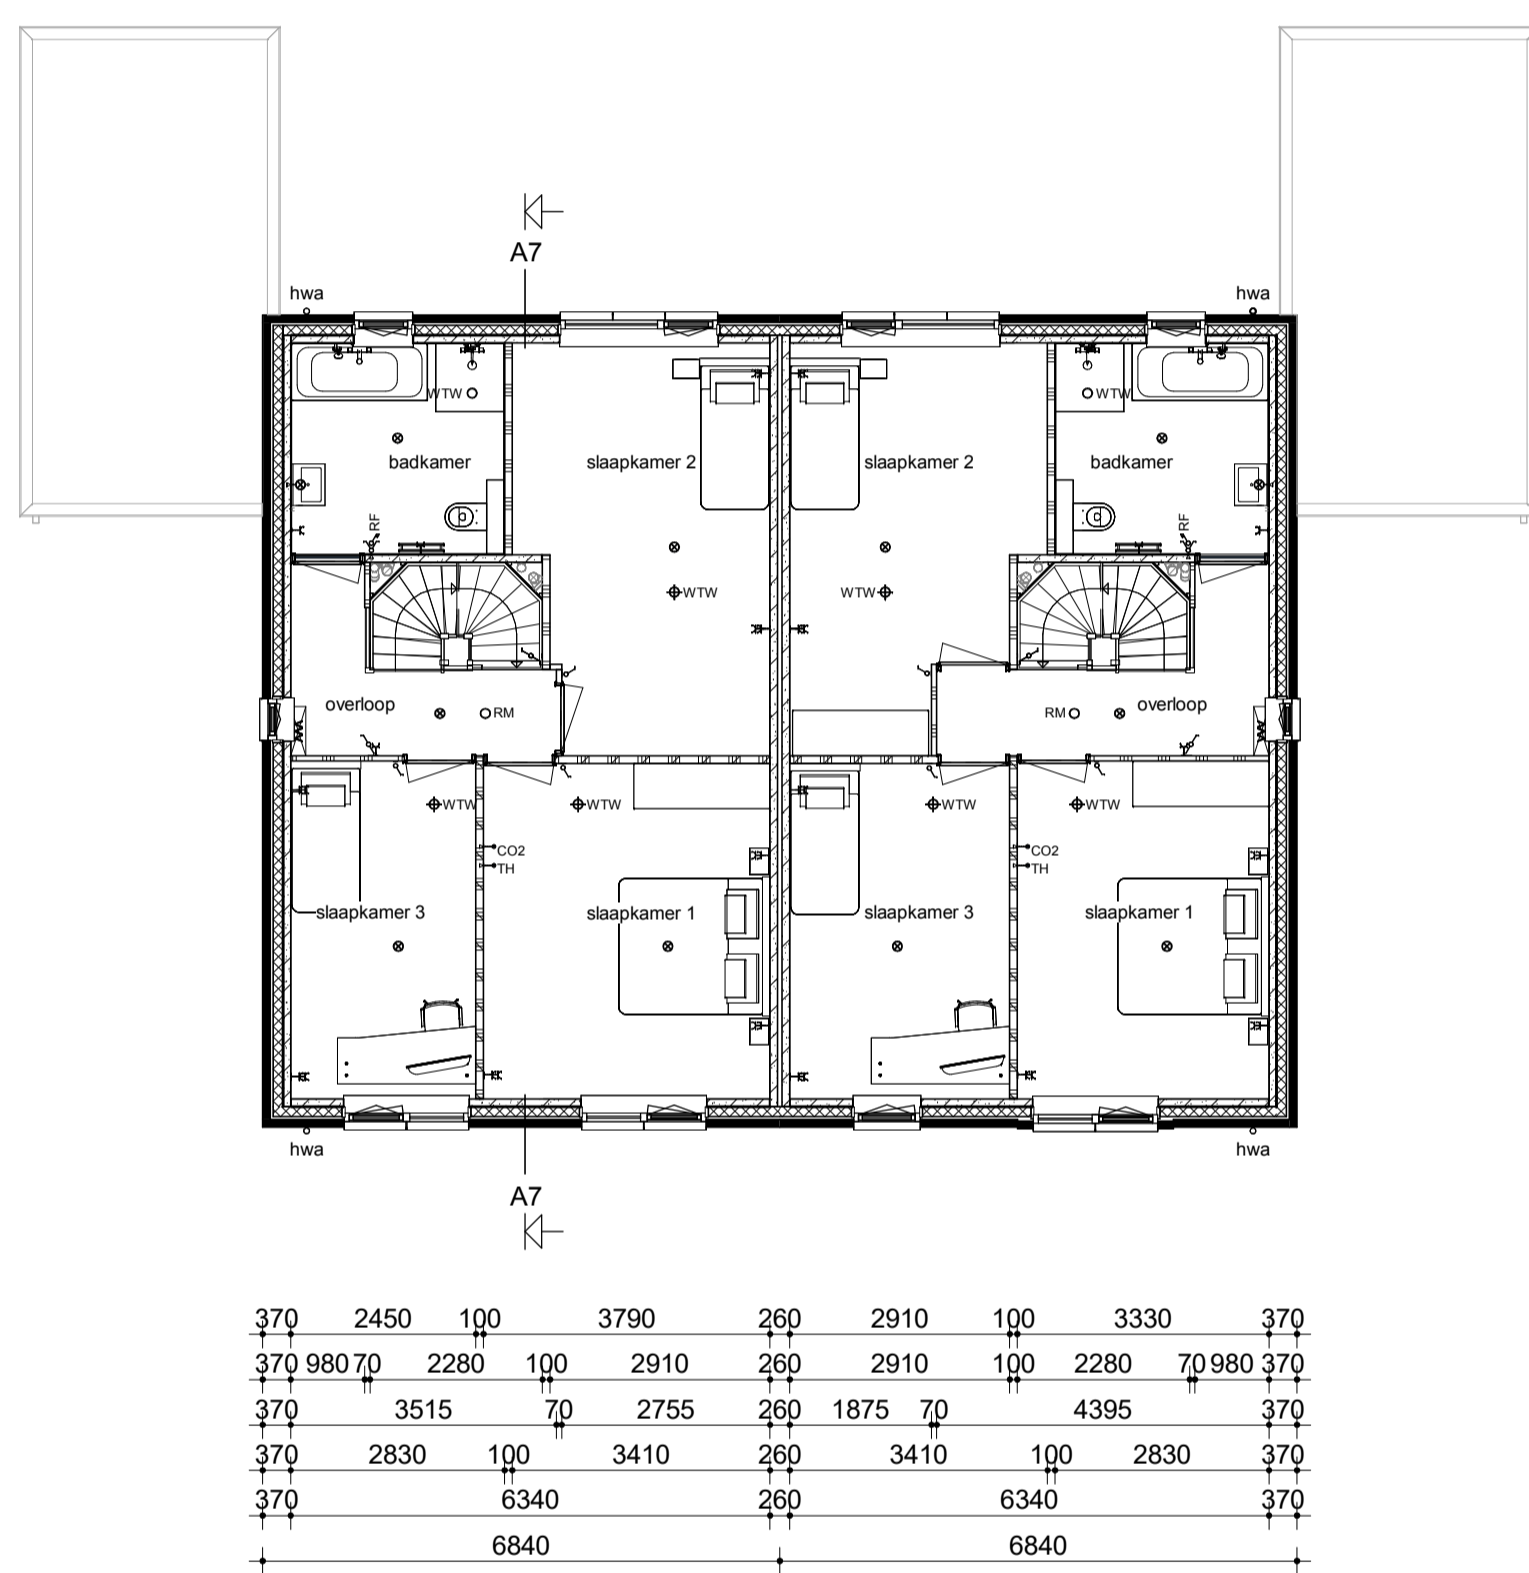 A7
hwa hwa
WTW WTW
badkamer slaapkamer 2 slaapkamer 2 badkamer
RF RF
WTW WTW
overloop RM RM overloop
WTW WTW WTW WTW
CO2 CO2
TH TH
slaapkamer 3 slaapkamer 1 slaapkamer 3 slaapkamer 1
hwa hwa
A7
370 2450 100 3790 260 2910 100 3330 370
370 980 70 2280 100 2910 260 2910 100 2280 70 980 370
370 3515 70 2755 260 1875 70 4395 370
370 2830 100 3410 260 3410 100 2830 370
370 6340 260 6340 370
6840 6840